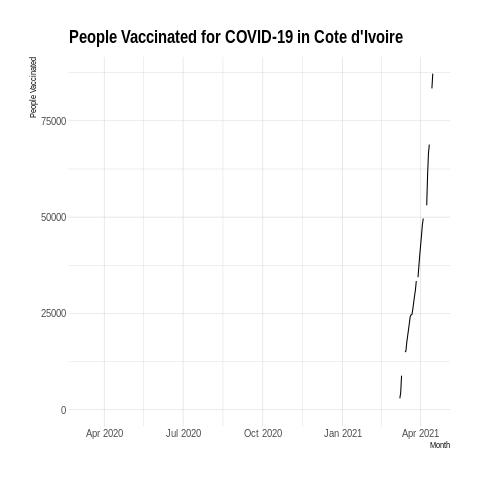 People Vaccinated for COVID-19 in Cote d'Ivoire
People Vaccinated
75000
50000
25000
0
Apr 2020
Jul 2020
Oct 2020
Jan 2021
Apr 2021
Month